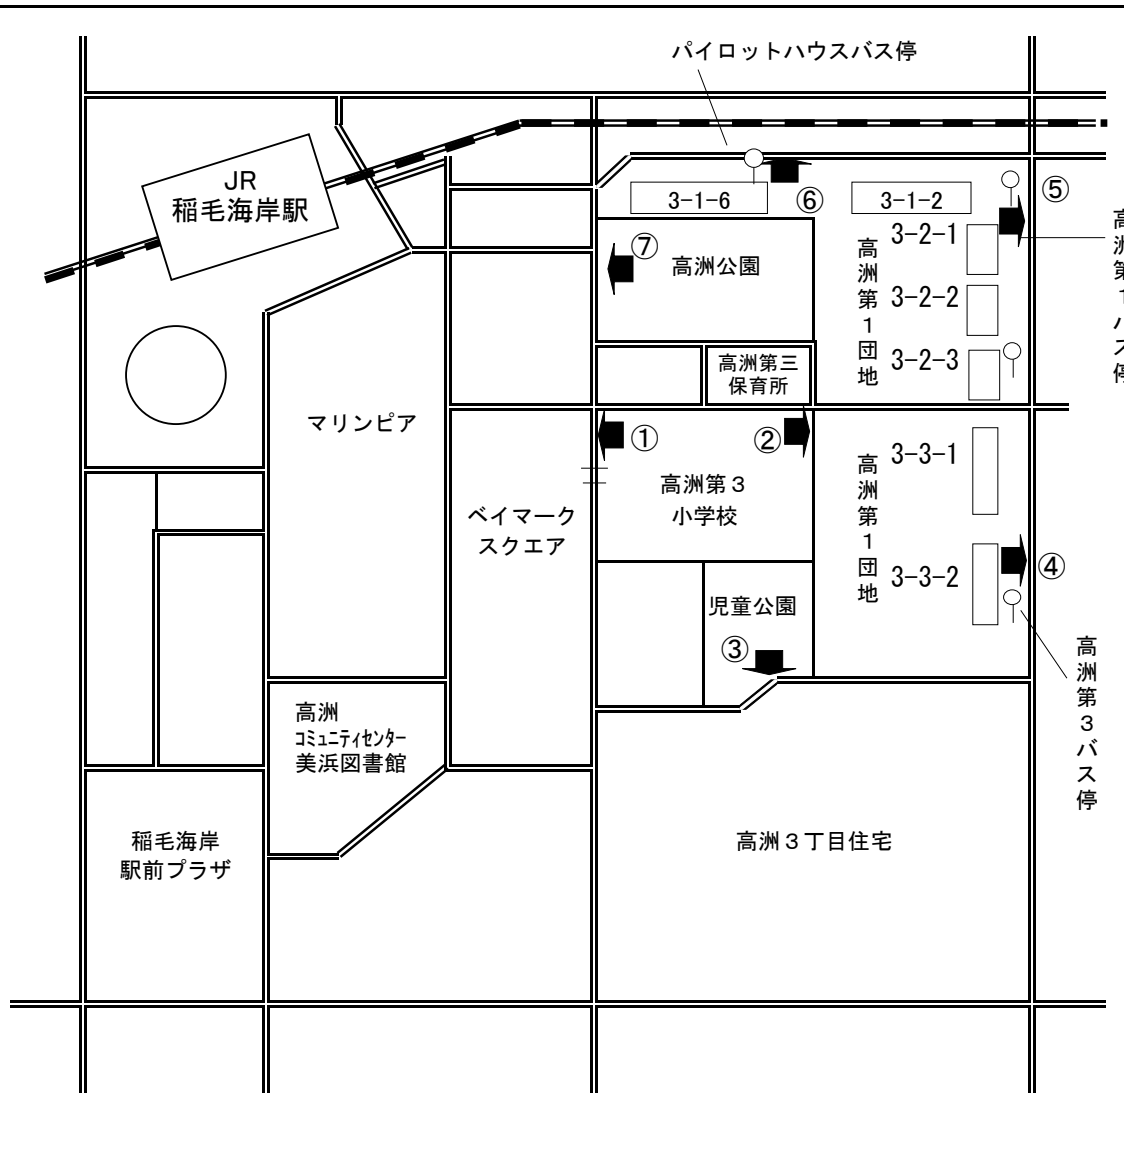 パイロットハウスバス停
JR
稲毛海岸駅
3-1-6
⑥
3-1-2
⑤
高洲第1バス停
⑦
高洲公園
高洲第1団地
3-2-1
3-2-2
3-2-3
高洲第三
保育所
マリンピア
①
②
高洲第3
小学校
高洲第1団地
3-3-1
3-3-2
④
ベイマーク
スクエア
児童公園
③
高洲第3バス停
高洲
コミュニティセンター
美浜図書館
稲毛海岸
駅前プラザ
高洲3丁目住宅